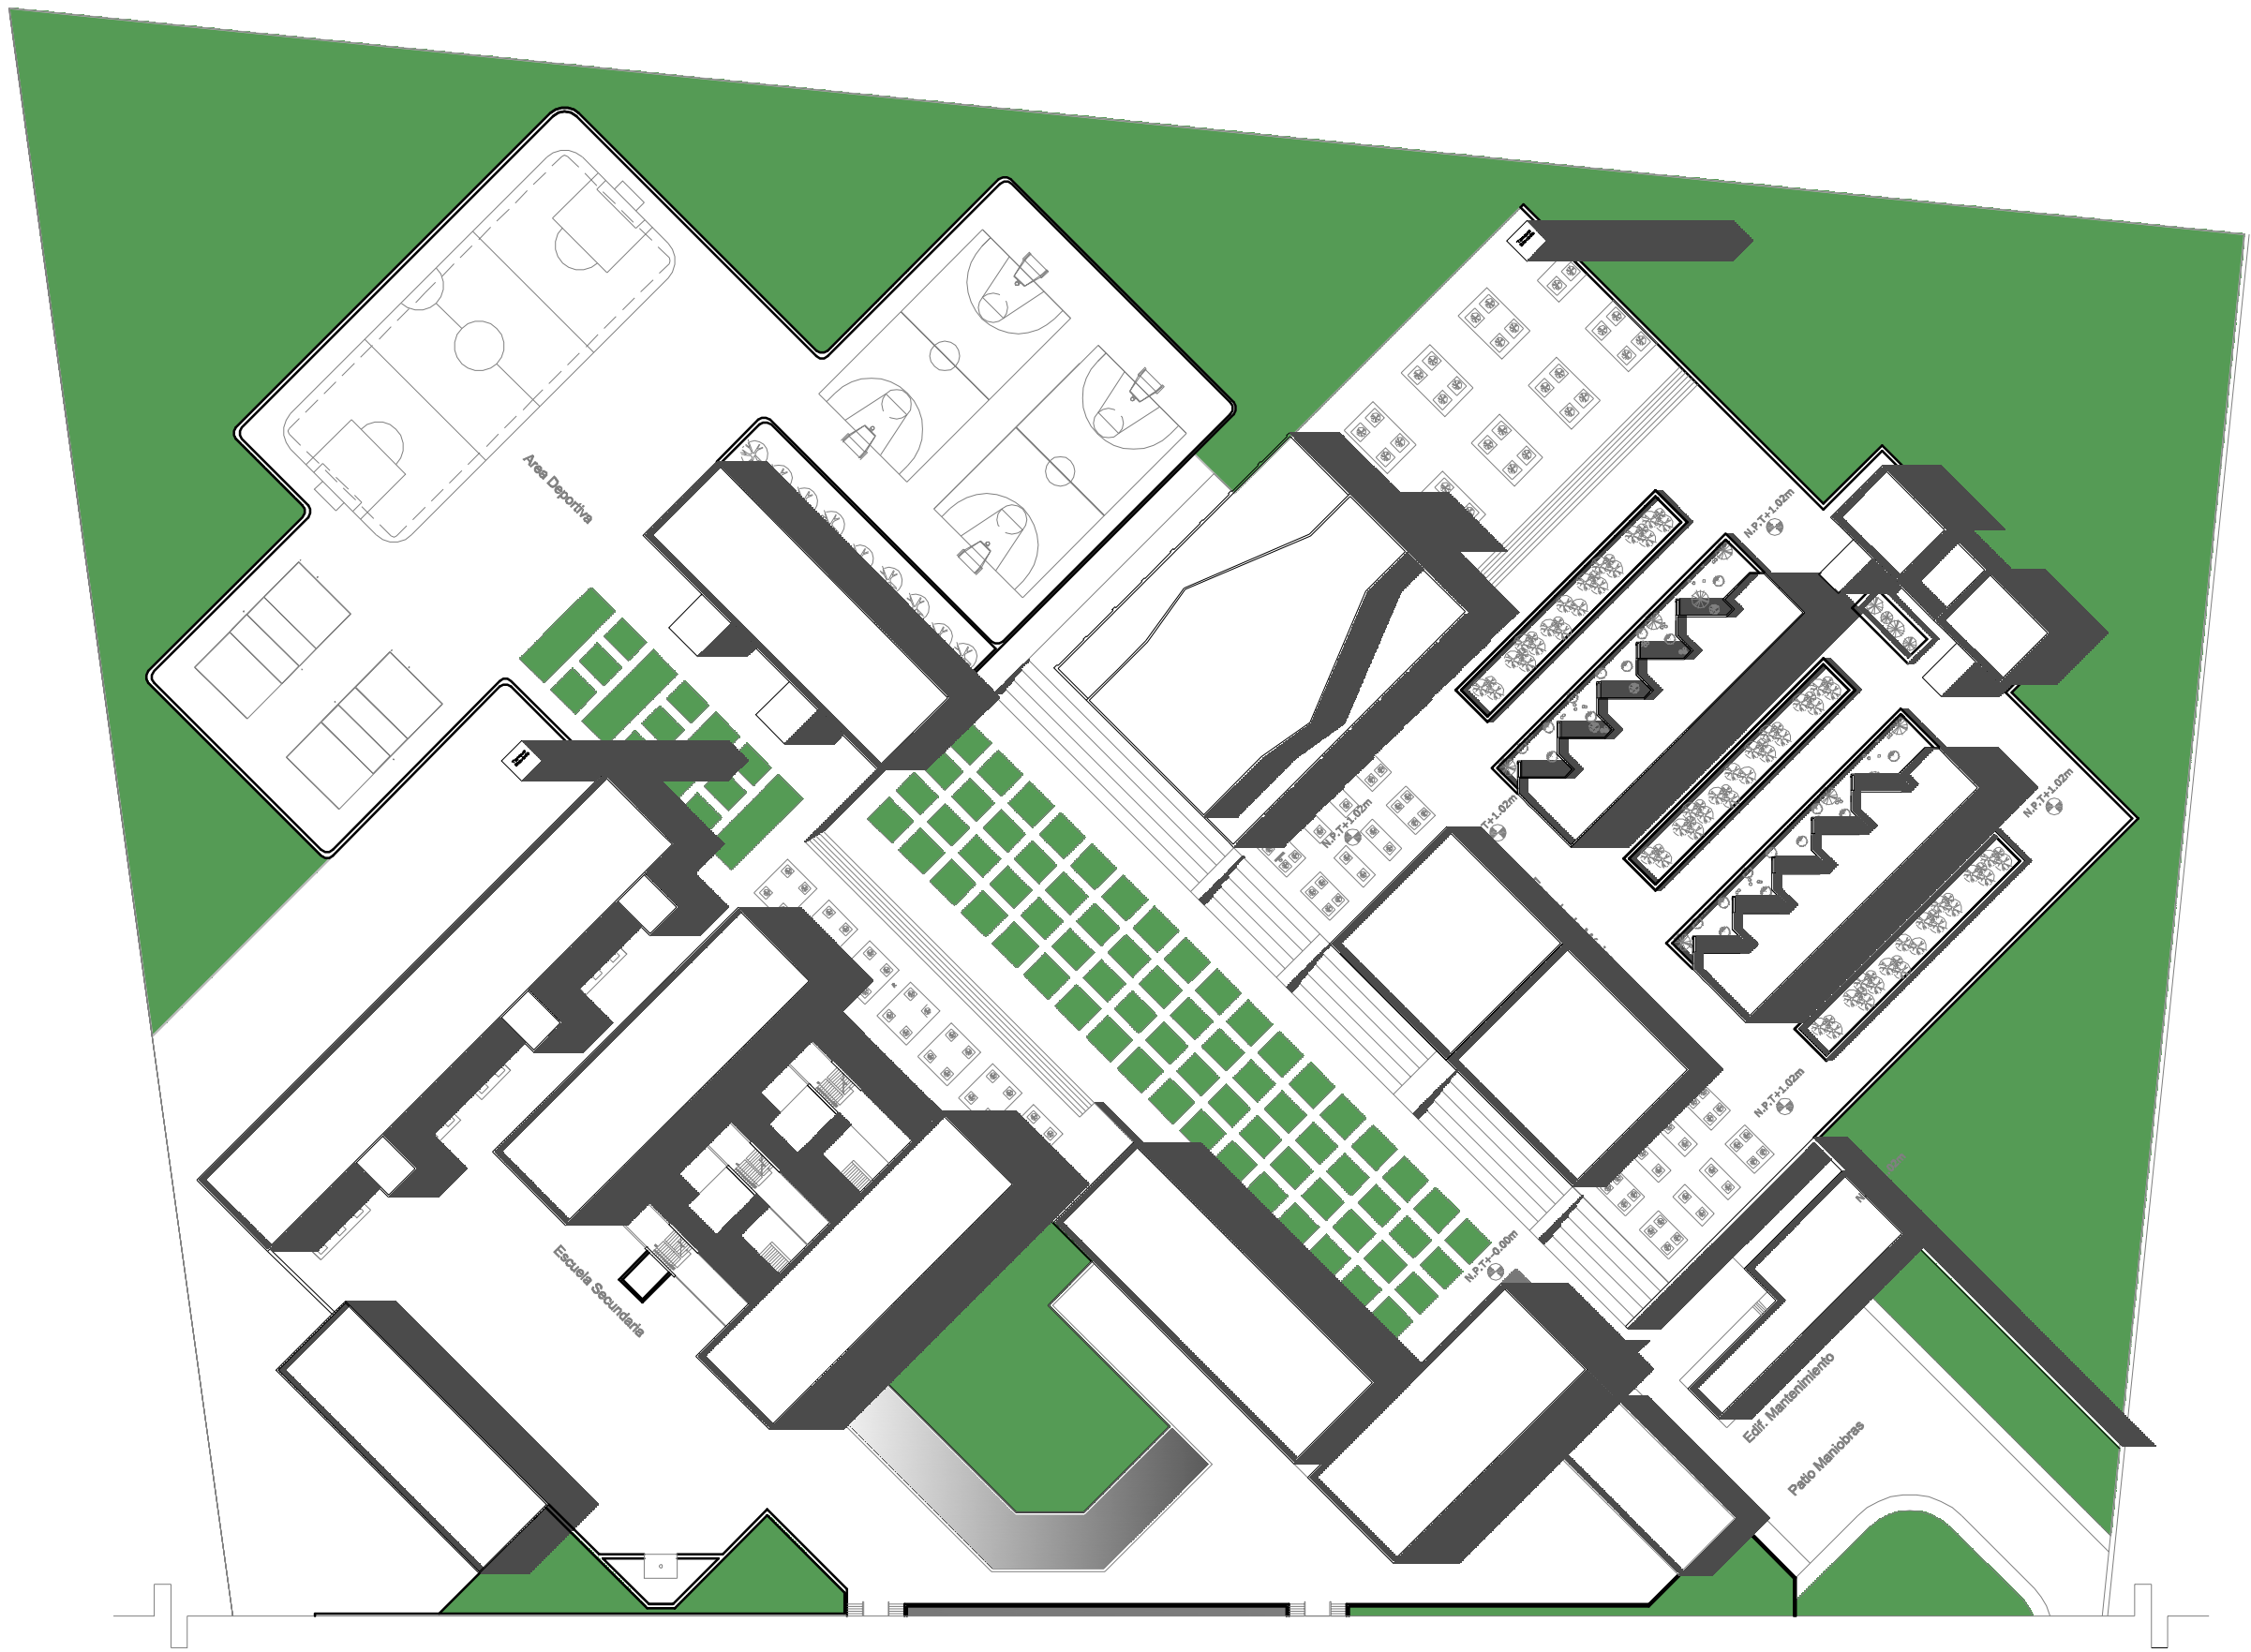 N.P.T+1.02m
Area Deportiva
N.P.T+1.02m
N.P.T+1.02m
T+1.02m
N.P.T+1.02m
N.P.T+-0.00m
Escuela Secundaria
Edif. Mantenimiento
Patio Maniobras